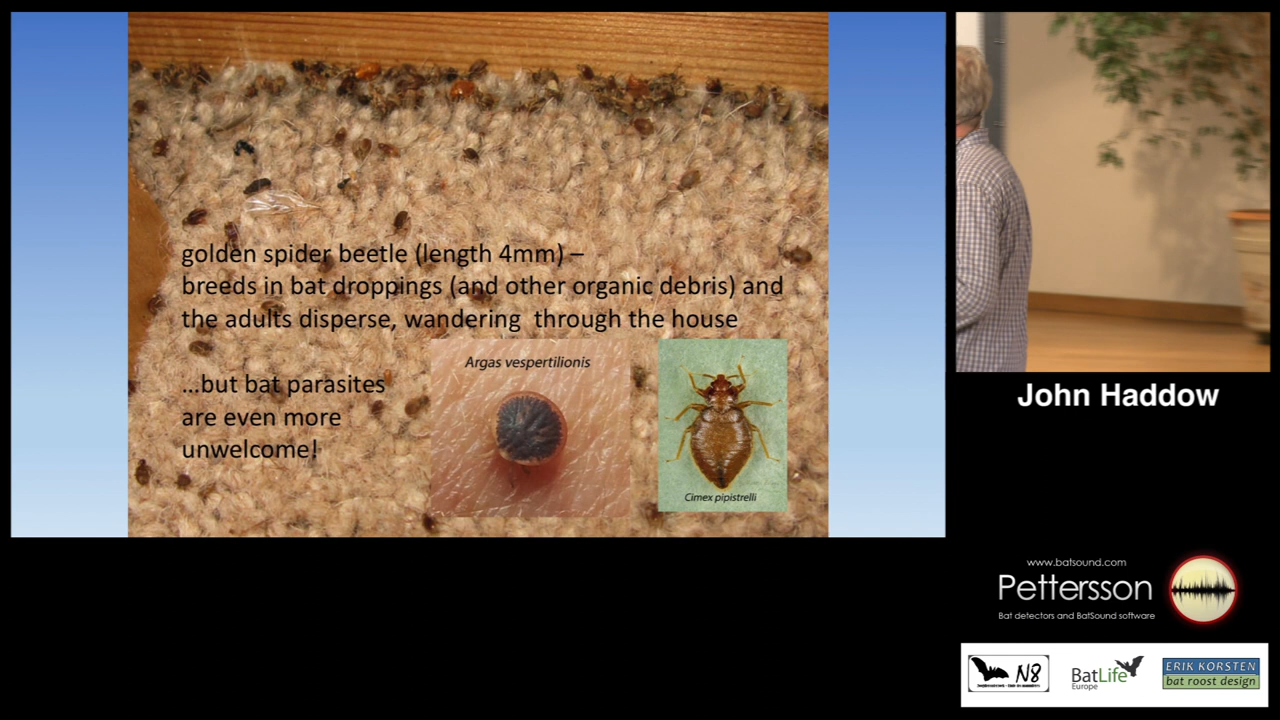 golden spider beetle (length 4mm) –
breeds in bat droppings (and other organic debris) and
the adults disperse, wandering through the house
Argas vespertilionis
...but bat parasites
are even more
unwelcome!
Cimex pipistrelli
John Haddow
www.batsound.com
Pettersson
Bat detectors and BatSound software
N8
BatLife
Europe
ERIK KORSTEN
bat roost design